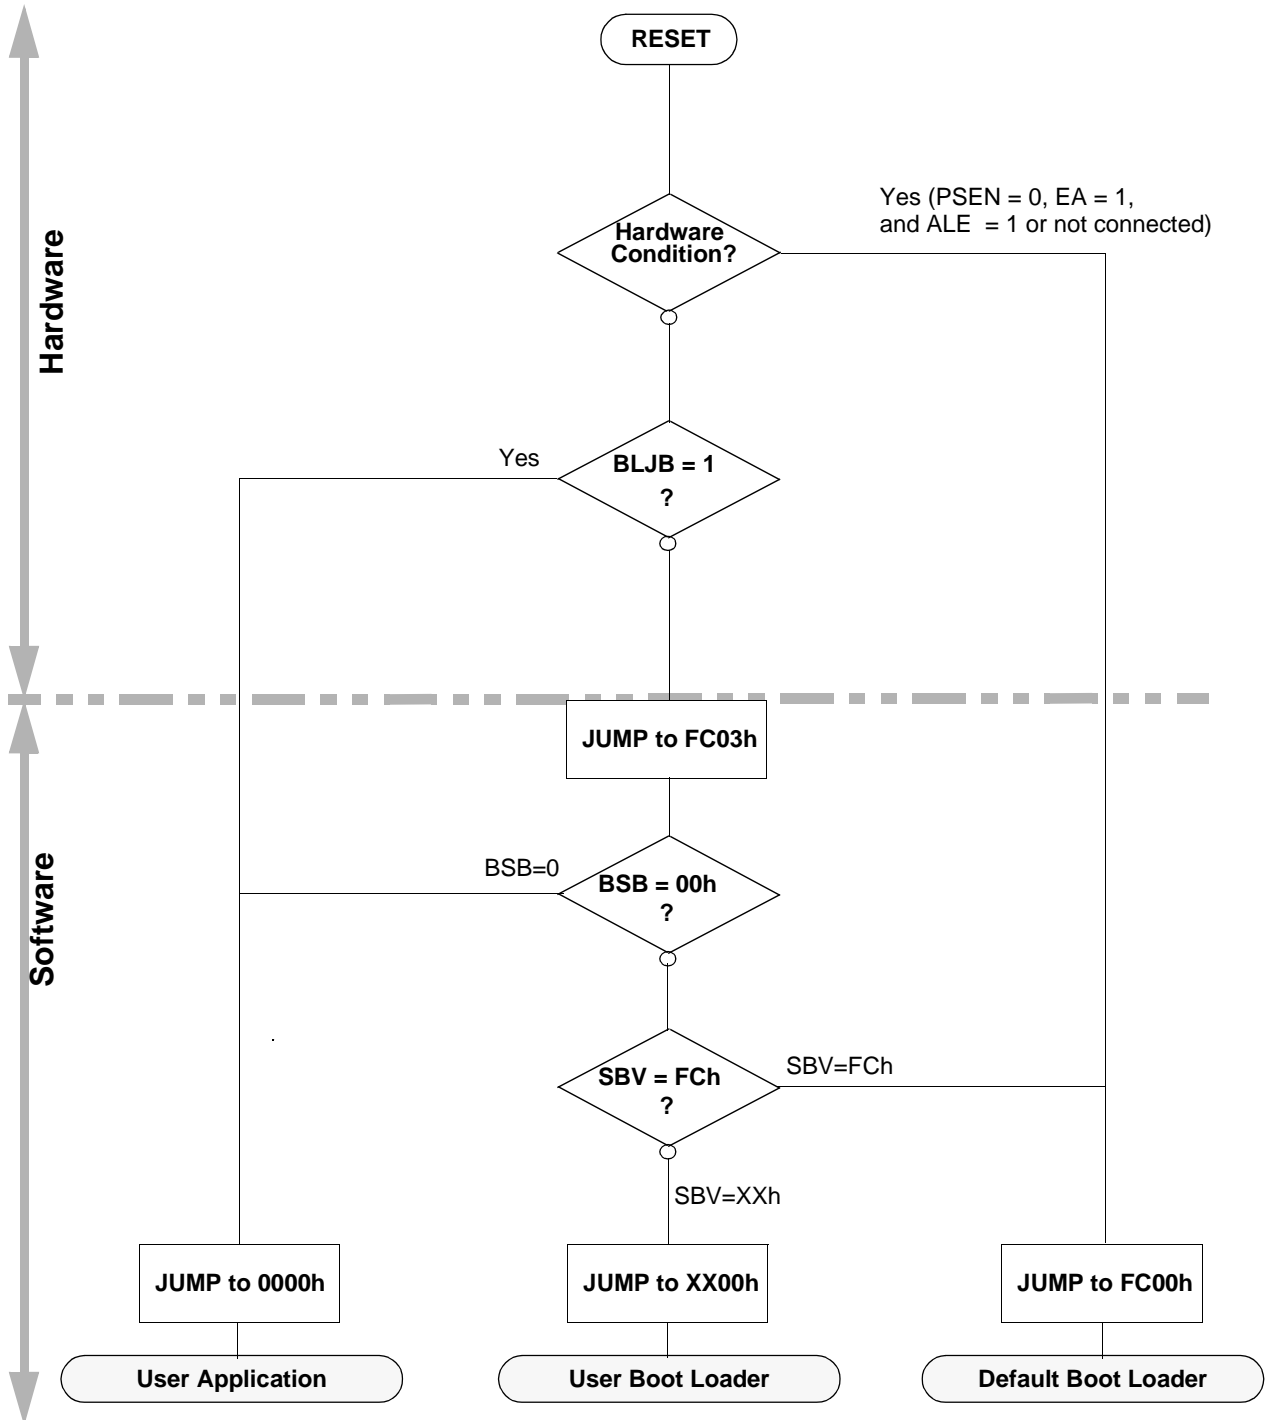 RESET
Yes (PSEN = 0, EA = 1,
and ALE = 1 or not connected)
Hardware
Condition?
Hardware
Yes
BLJB = 1
?
JUMP to FC03h
Software
BSB=0
BSB = 00h
?
SBV=FCh
SBV = FCh
?
SBV=XXh
JUMP to 0000h
JUMP to XX00h
JUMP to FC00h
User Application
User Boot Loader
Default Boot Loader